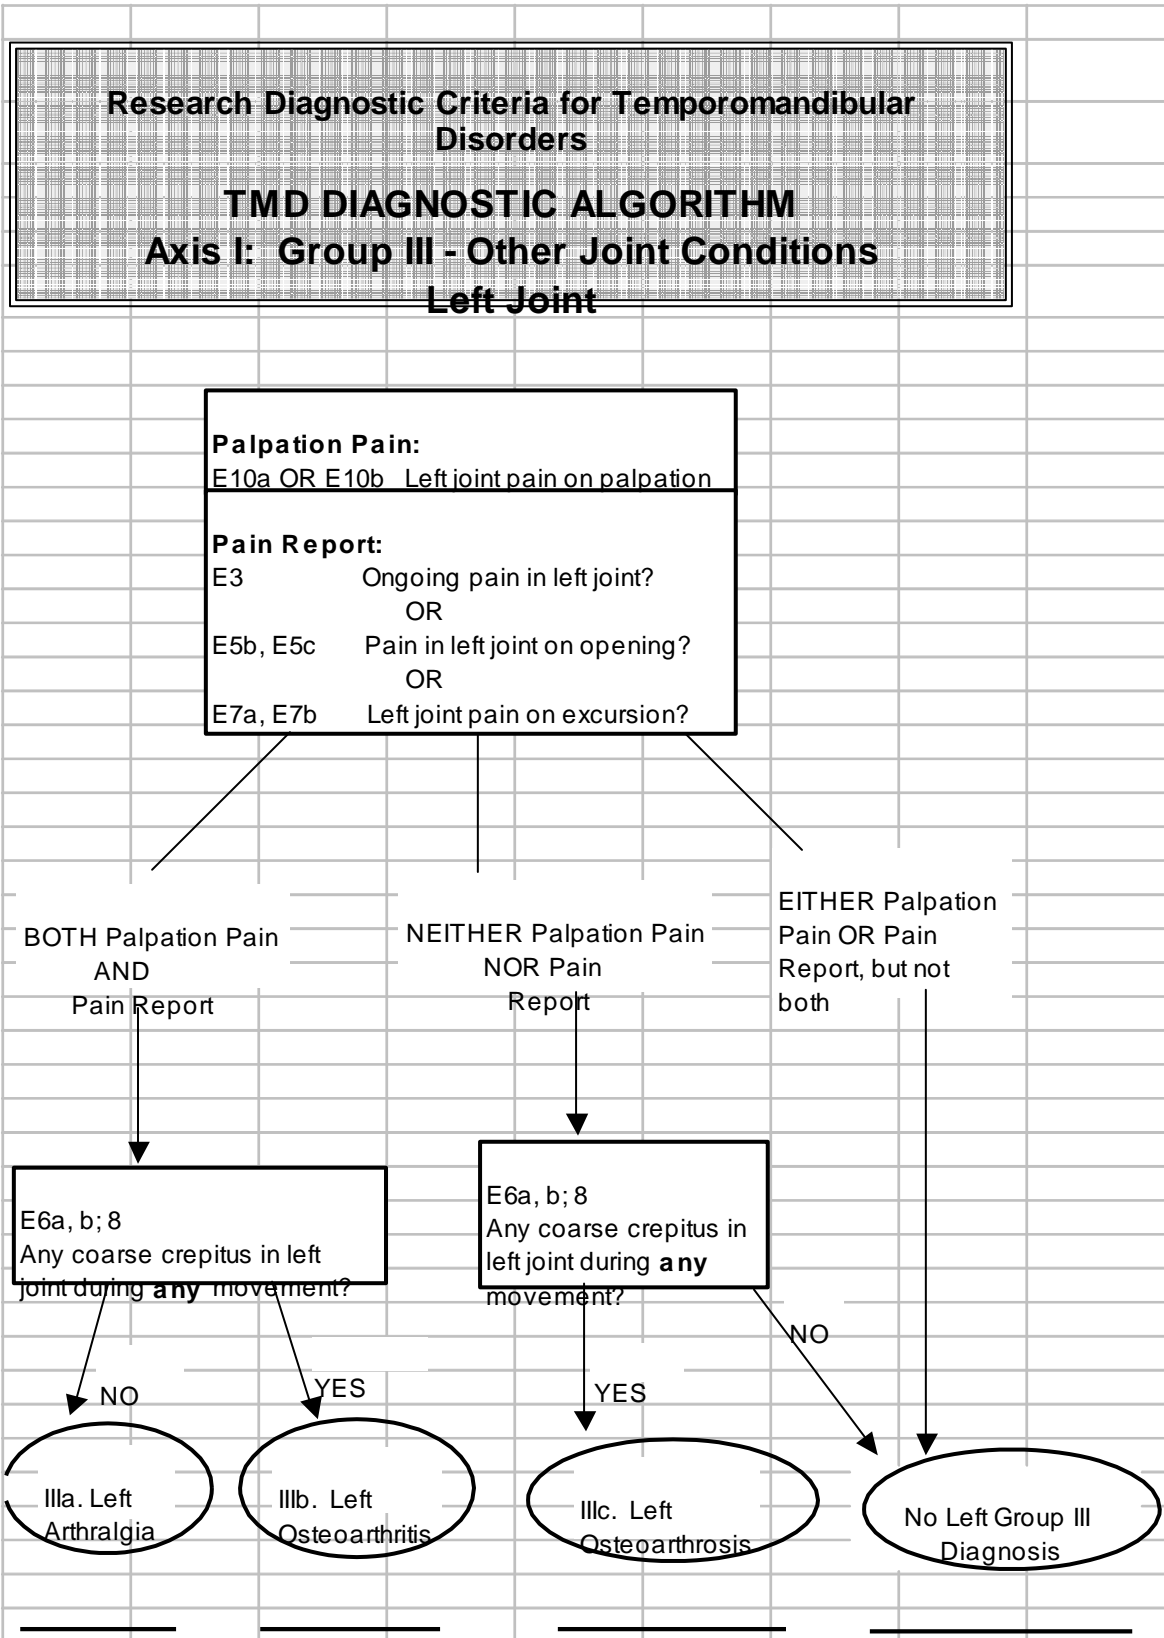 Research Diagnostic Criteria for Temporomandibular
Disorders
TMD DIAGNOSTIC ALGORITHM
Axis I: Group III - Other Joint Conditions
Left Joint
Palpation Pain:
E10a OR E10b Left joint pain on palpation
Pain Report:
E3 Ongoing pain in left joint?
OR
E5b, E5c Pain in left joint on opening?
OR
E7a, E7b Left joint pain on excursion?
BOTH Palpation Pain
AND
Pain Report
NEITHER Palpation Pain
NOR Pain
Report
EITHER Palpation
Pain OR Pain
Report, but not
both
E6a, b; 8
Any coarse crepitus in left
joint during any movement?
E6a, b; 8
Any coarse crepitus in
left joint during any
movement?
NO
YES
YES
NO
IIIa. Left
Arthralgia
IIIb. Left
Osteoarthritis
IIIc. Left
Osteoarthrosis
No Left Group III
Diagnosis